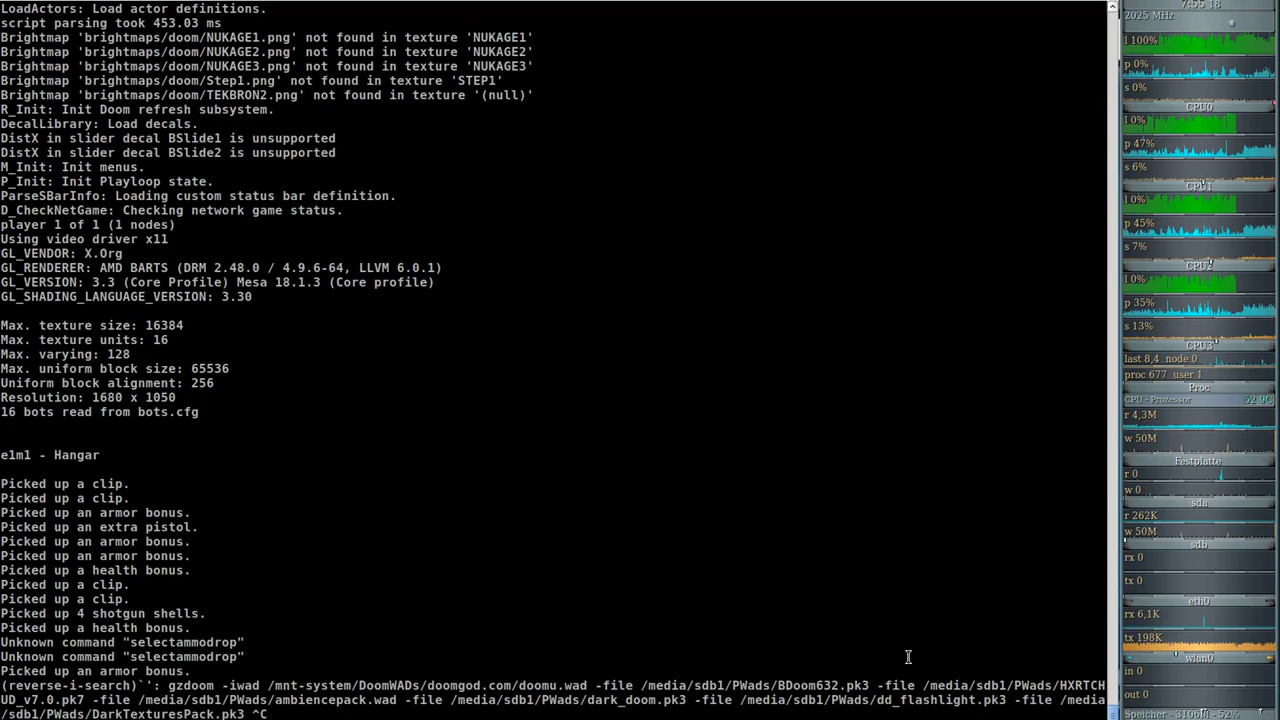 LoadActors: Load actor definitions.
script parsing took 453.03 ms
Brightmap 'brightmaps/doom/NUKAGE1.png' not found in texture 'NUKAGE1'
Brightmap 'brightmaps/doom/NUKAGE2.png' not found in texture 'NUKAGE2'
Brightmap 'brightmaps/doom/NUKAGE3.png' not found in texture 'NUKAGE3'
Brightmap 'brightmaps/doom/Step1.png' not found in texture 'STEP1'
Brightmap 'brightmaps/doom/TEKBRON2.png' not found in texture '(null)'
R_Init: Init Doom refresh subsystem.
DecalLibrary: Load decals.
DistX in slider decal BSlide1 is unsupported
DistX in slider decal BSlide2 is unsupported
M_Init: Init menus.
P_Init: Init Playloop state.
ParseSBarInfo: Loading custom status bar definition.
D_CheckNetGame: Checking network game status.
player 1 of 1 (1 nodes)
Using video driver x11
GL_VENDOR: X.Org
GL_RENDERER: AMD BARTS (DRM 2.48.0 / 4.9.6-64, LLVM 6.0.1)
GL_VERSION: 3.3 (Core Profile) Mesa 18.1.3 (Core profile)
GL_SHADING_LANGUAGE_VERSION: 3.30
Max. texture size: 16384
Max. texture units: 16
Max. varying: 128
Max. uniform block size: 65536
Uniform block alignment: 256
Resolution: 1680 x 1050
16 bots read from bots.cfg
e1m1 - Hangar
Picked up a clip.
Picked up a clip.
Picked up an armor bonus.
Picked up an extra pistol.
Picked up an armor bonus.
Picked up an armor bonus.
Picked up a health bonus.
Picked up a clip.
Picked up a clip.
Picked up 4 shotgun shells.
Picked up a health bonus.
Unknown command "selectammodrop"
Unknown command "selectammodrop"
Picked up an armor bonus.
(reverse-i-search)`': gzdoom -iwad /mnt-system/DoomWADs/doomgod.com/doomu.wad -file /media/sdb1/PWads/BDoom632.pk3 -file /media/sdb1/PWads/HXRTCH
UD_v7.0.pk7 -file /media/sdb1/PWads/ambiencepack.wad -file /media/sdb1/PWads/dark_doom.pk3 -file /media/sdb1/PWads/dd_flashlight.pk3 -file /media
/sdb1/PWads/DarkTexturesPack.pk3 ^C
7:55 18
2025 MHz
l 100%
p 0%
s 0%
CPU0
l 0%
p 47%
s 6%
CPU1
l 0%
p 45%
s 7%
CPU2
l 0%
p 35%
s 13%
CPU3
last 8,4 node 0
proc 677 user 1
Proc
CPU - Prozessor 52,9C
r 4,3M
w 50M
Festplatte
r 0
w 0
sda
r 262K
w 50M
sdb
rx 0
tx 0
eth0
rx 6,1K
tx 198K
wlan0
in 0
out 0